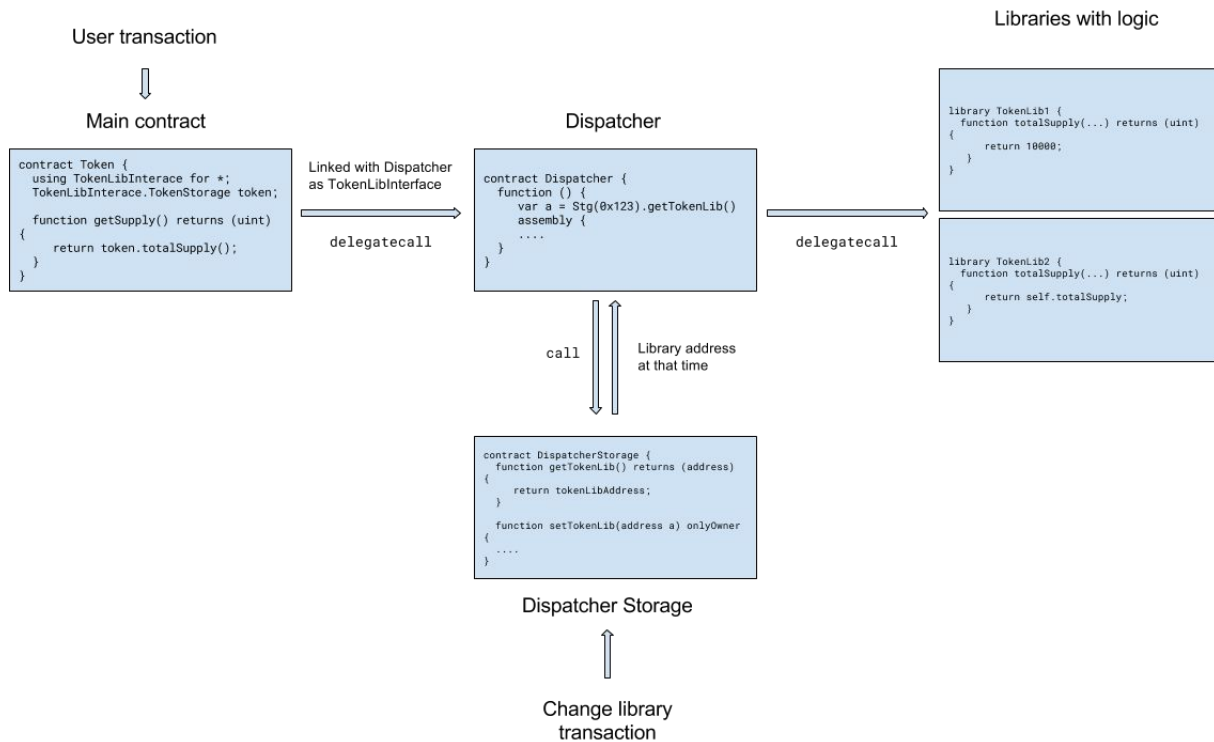 User transaction
Main contract
contract Token {
using TokenLibInterace for *;
TokenLibInterace.TokenStorage token;
function getSupply() returns (uint)
{
return token.totalSupply();
}
}
Linked with Dispatcher
as TokenLibInterface
delegatecall
Dispatcher
contract Dispatcher {
function () {
var a = Stg(0x123).getTokenLib()
assembly {
....
}
}
delegatecall
Libraries with logic
library TokenLib1 {
function totalSupply(...) returns (uint)
{
return 10000;
}
}
library TokenLib2 {
function totalSupply(...) returns (uint)
{
return self.totalSupply;
}
}
call
Library address
at that time
contract DispatcherStorage {
function getTokenLib() returns (address)
{
return tokenLibAddress;
}
function setTokenLib(address a) onlyOwner
{
....
}
Dispatcher Storage
Change library
transaction